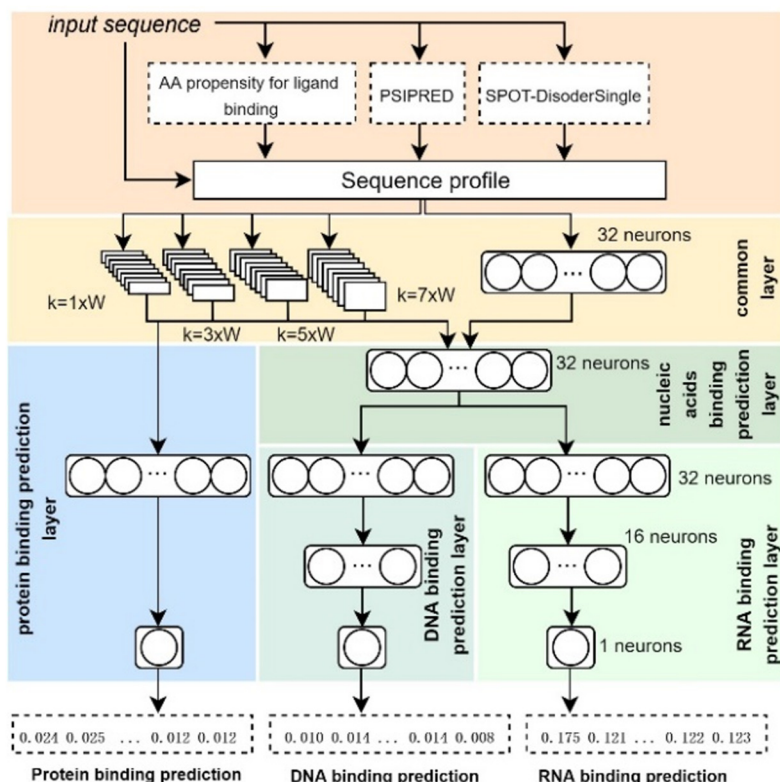 input sequence
AA propensity for ligand
binding
PSIPRED
SPOT-DisoderSingle
Sequence profile
32 neurons
common
layer
k=1xW
k=3xW
k=5xW
k=7xW
...
...
32 neurons
nucleic
acids
binding
prediction
layer
protein binding prediction
layer
...
...
...
32 neurons
...
...
16 neurons
DNA binding
prediction layer
RNA binding
prediction layer
1 neurons
0.024 0.025 ... 0.012 0.012
0.010 0.014 ... 0.014 0.008
0.175 0.121 ... 0.122 0.123
Protein binding prediction
DNA binding prediction
RNA binding prediction